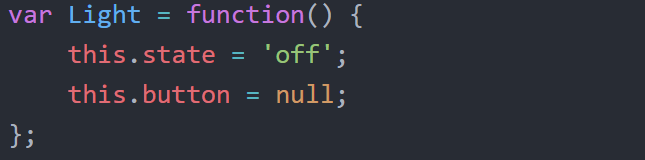 var Light = function() {
    this.state = 'off';
    this.button = null;
};